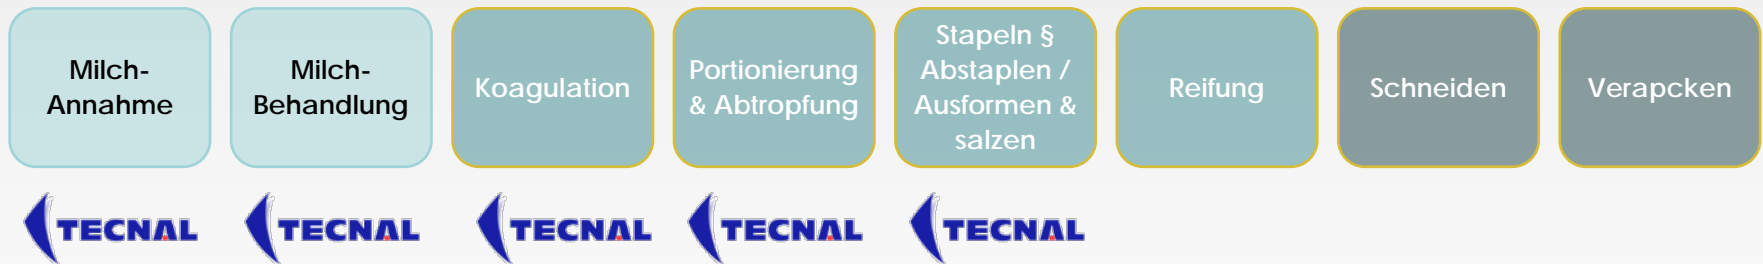 Milch-
Annahme
Milch-
Behandlung
Koagulation
Portionierung
& Abtropfung
Stapeln §
Abstaplen /
Ausformen &
salzen
Reifung
Schneiden
Verapcken
TECNAL
TECNAL
TECNAL
TECNAL
TECNAL